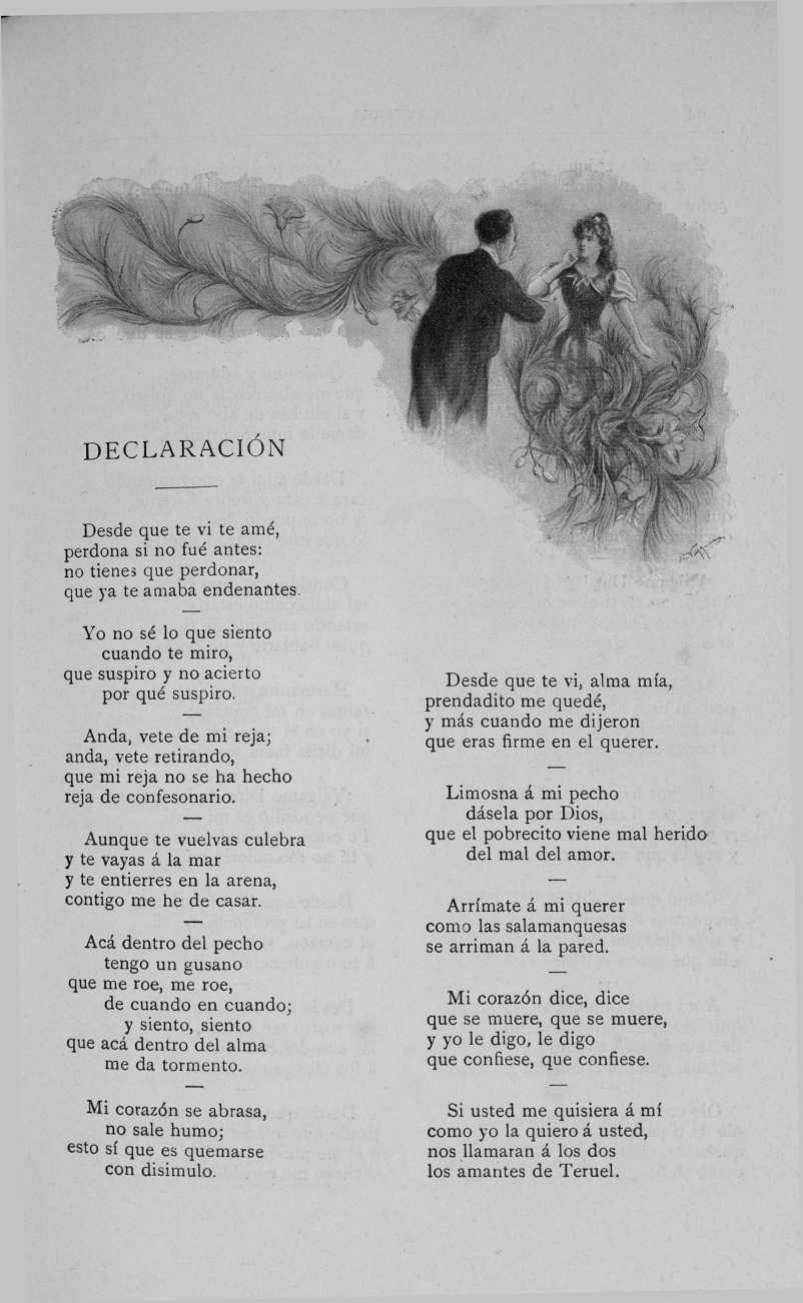 DECLARACIÓN
Desde que te vi te amé,
perdona si no fué antes:
no tienes que perdonar,
que ya te amaba endenantes.
Yo no sé lo que siento
cuando te miro,
que suspiro y no acierto
por qué suspiro.
Anda, vete de mi reja;
anda, vete retirando,
que mi reja no se ha hecho
reja de confesonario.
Aunque te vuelvas culebra
y te vayas á la mar
y te entierres en la arena,
contigo me he de casar.
Acá dentro del pecho
tengo un gusano
que me roe, me roe,
de cuando en cuando;
y siento, siento
que acá dentro del alma
me da tormento.
Mi corazón se abrasa,
no sale humo;
esto sí que es quemarse
con disimulo.
Desde que te vi, alma mía,
prendadito me quedé,
y más cuando me dijeron
que eras firme en el querer.
Limosna á mi pecho
dásela por Dios,
que el pobrecito viene mal herido
del mal del amor.
Arrímate á mi querer
como las salamanquesas
se arriman á la pared.
Mi corazón dice, dice
que se muere, que se muere,
y yo le digo, le digo
que confiese, que confiese.
Si usted me quisiera á mí
como yo la quiero á usted,
nos llamaran á los dos
los amantes de Teruel.